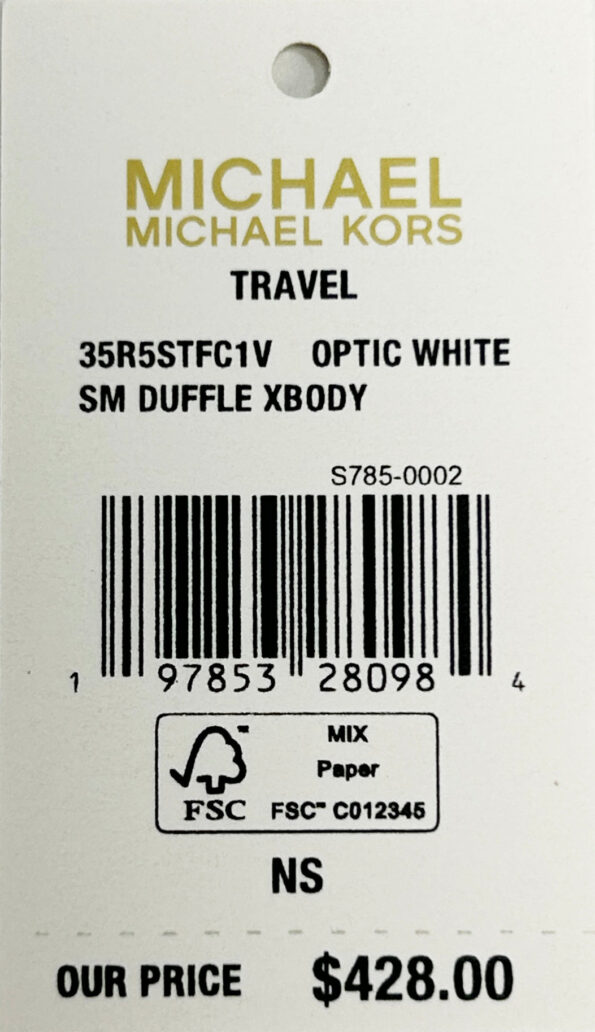 MICHAEL
MICHAEL KORS
TRAVEL
35R5STFC1V OPTIC WHITE
SM DUFFLE XBODY
S785-0002
1 97853 28098 4
MIX
Paper
FSC™ C012345
™
FSC
NS
OUR PRICE $428.00